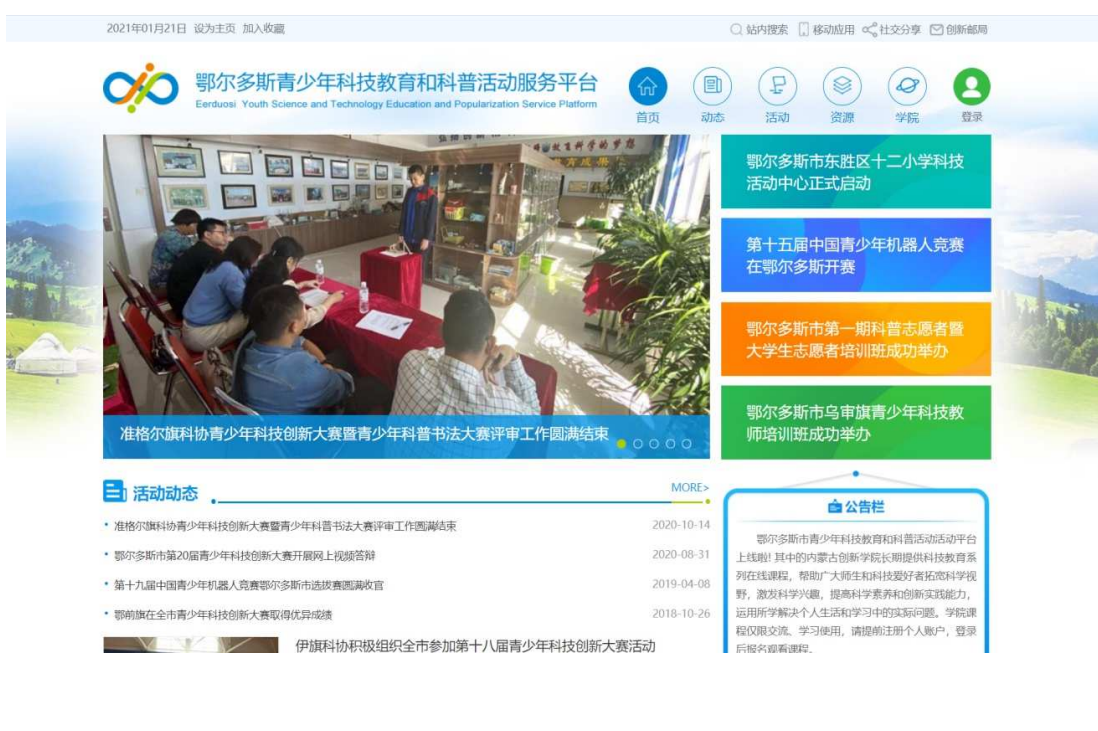 2021年01月21日 设为主页 加入收藏
站内搜索 移动应用 社交分享 创新邮局
鄂尔多斯青少年科技教育和科普活动服务平台
Eerduosi Youth Science and Technology Education and Popularization Service Platform
首页 动态 活动 资源 学院 登录
鄂尔多斯市东胜区十二小学科技
活动中心正式启动
第十五届中国青少年机器人竞赛
在鄂尔多斯开赛
鄂尔多斯市第一期科普志愿者暨
大学生志愿者培训班成功举办
鄂尔多斯市乌审旗青少年科技教
师培训班成功举办
准格尔旗科协青少年科技创新大赛暨青少年科普书法大赛评审工作圆满结束
活动动态 MORE>
准格尔旗科协青少年科技创新大赛暨青少年科普书法大赛评审工作圆满结束 2020-10-14
鄂尔多斯市第20届青少年科技创新大赛开展网上视频答辩 2020-08-31
第十九届中国青少年机器人竞赛鄂尔多斯市选拔赛圆满收官 2019-04-08
鄂前旗在全市青少年科技创新大赛取得优异成绩 2018-10-26
伊旗科协积极组织全市参加第十八届青少年科技创新大赛活动
公告栏
鄂尔多斯市青少年科技教育和科普活动活动平台
上线啦! 其中的内蒙古创新学院长期提供科技教育系
列在线课程，帮助广大师生和科技爱好者拓宽科学视
野，激发科学兴趣，提高科学素养和创新实践能力，
运用所学解决个人生活和学习中的实际问题。学院课
程仅限交流、学习使用，请提前注册个人账户，登录
后报名观看课程。